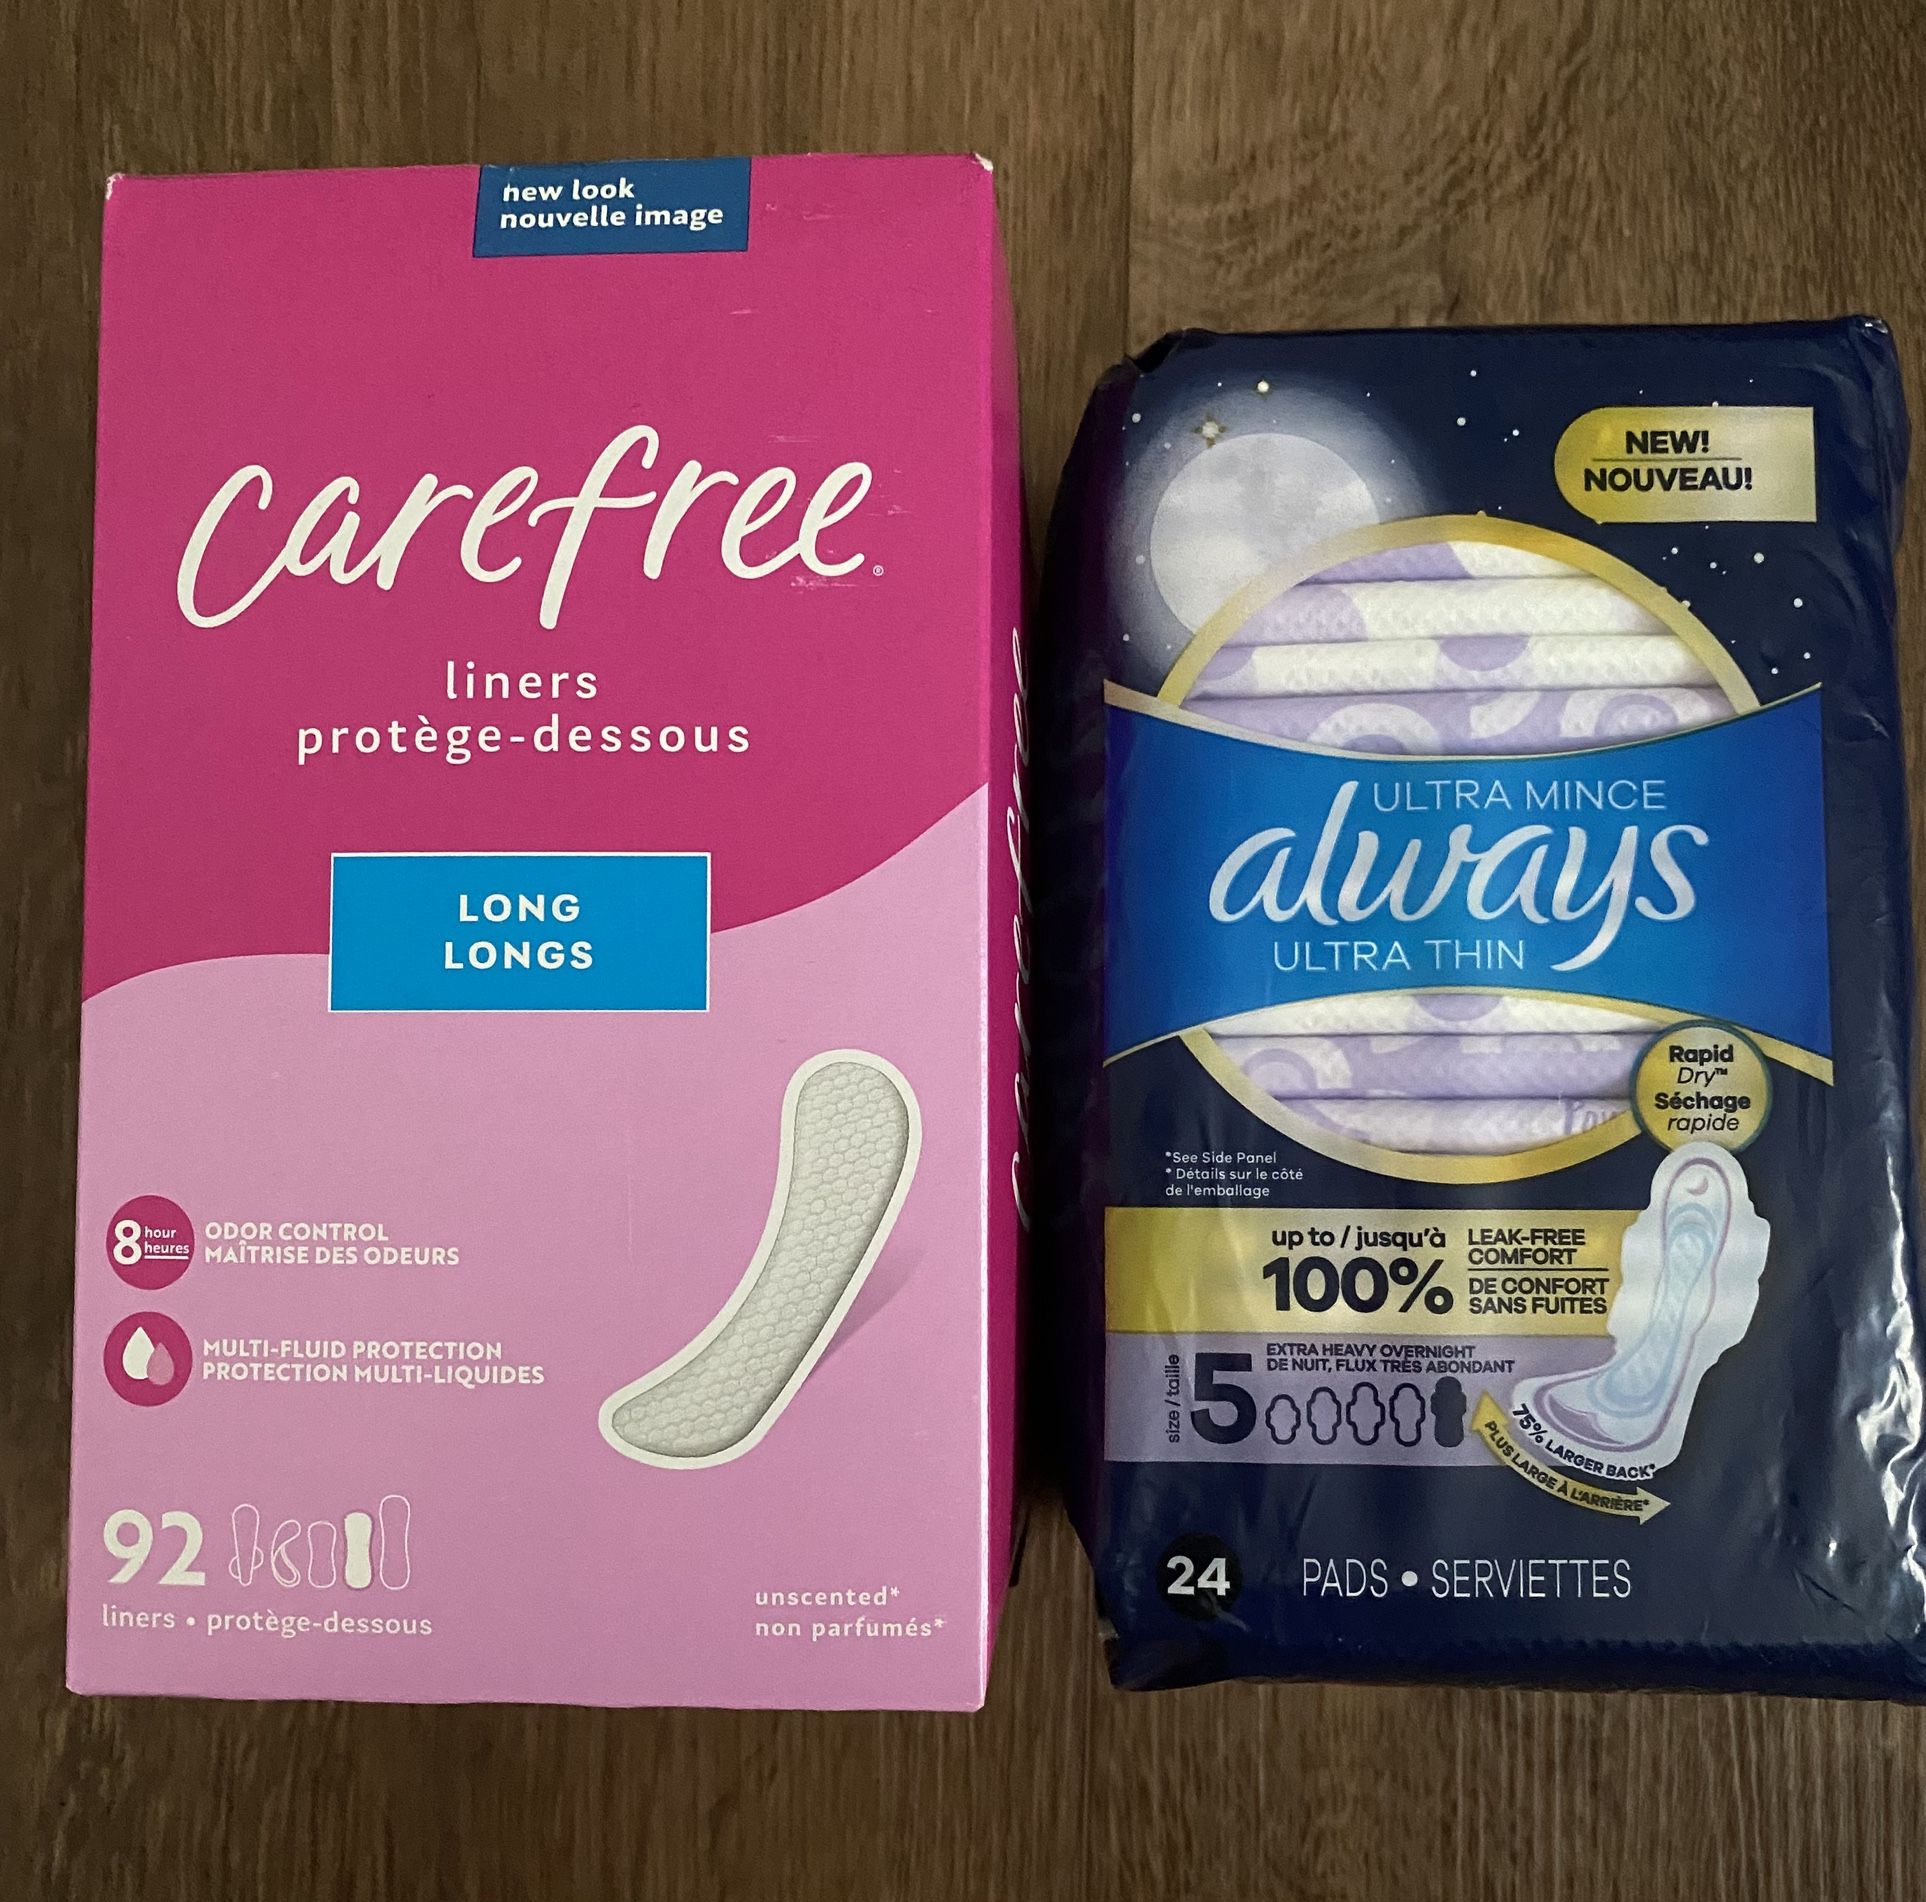 new look
nouvelle image
carefree®
liners
protège-dessous
LONG
LONGS
8 hour
heures
ODOR CONTROL
MAÎTRISE DES ODEURS
MULTI-FLUID PROTECTION
PROTECTION MULTI-LIQUIDES
92
liners • protège-dessous
unscented*
non parfumés*
carefree
NEW!
NOUVEAU!
ULTRA MINCE
always
ULTRA THIN
Rapid
Dry™
Séchage
rapide
*See Side Panel
* Détails sur le côté
de l'emballage
up to / jusqu'à
100%
LEAK-FREE
COMFORT
DE CONFORT
SANS FUITES
size / taille
5
EXTRA HEAVY OVERNIGHT
DE NUIT, FLUX TRÈS ABONDANT
75% LARGER BACK*
PLUS LARGE À L'ARRIÈRE*
24 PADS • SERVIETTES